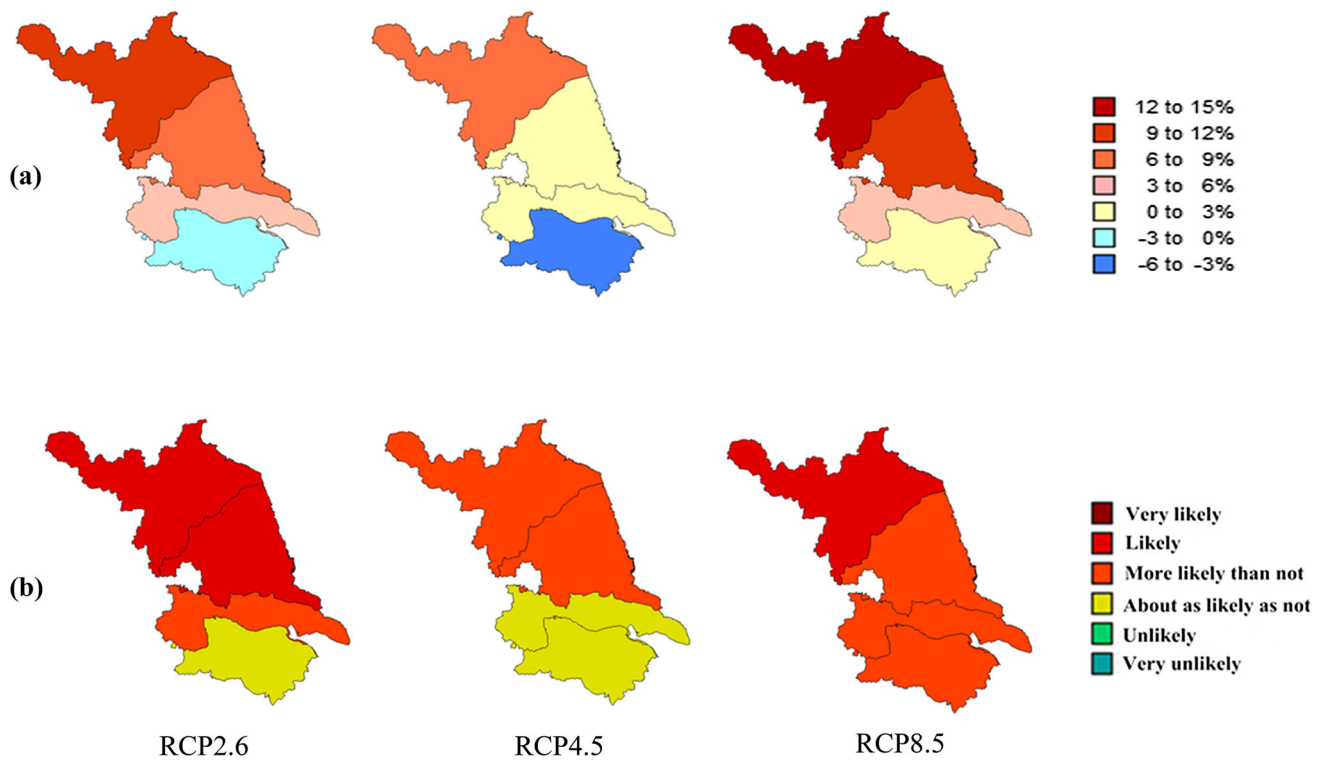 (a)
12 to 15%
9 to 12%
6 to 9%
3 to 6%
0 to 3%
-3 to 0%
-6 to -3%
(b)
Very likely
Likely
More likely than not
About as likely as not
Unlikely
Very unlikely
RCP2.6 RCP4.5 RCP8.5